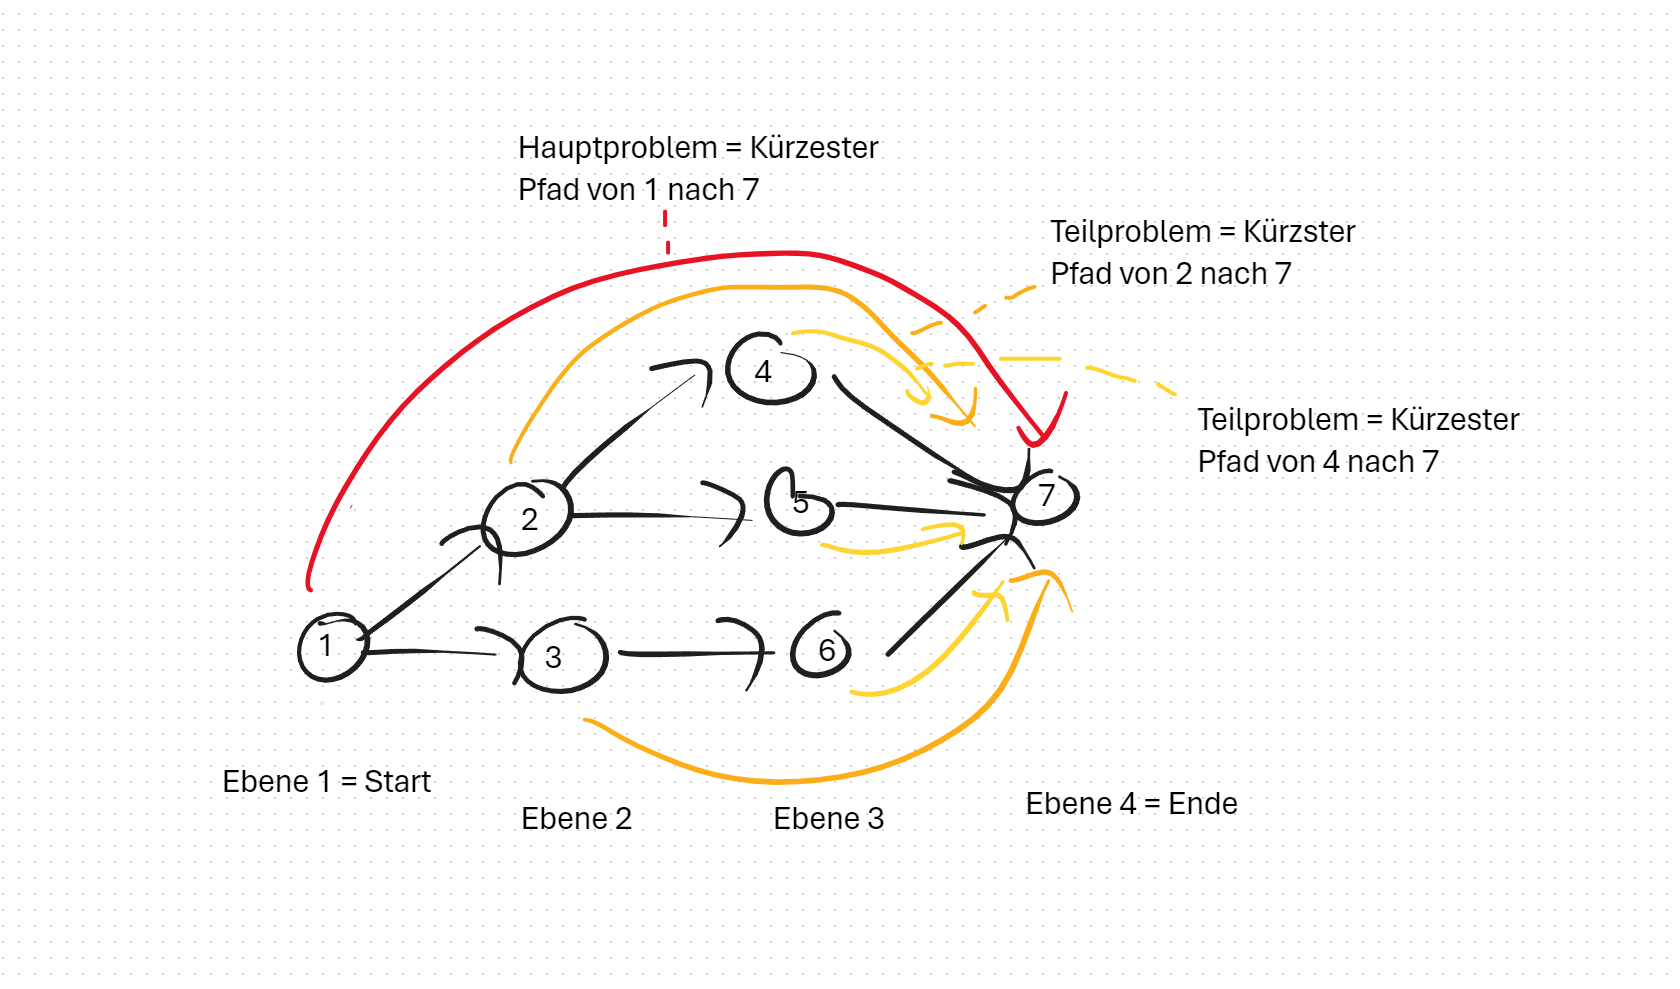 Hauptproblem = Kürzester
Pfad von 1 nach 7
Teilproblem = Kürzster
Pfad von 2 nach 7
4
Teilproblem = Kürzester
Pfad von 4 nach 7
2
5
7
1
3
6
Ebene 1 = Start
Ebene 2
Ebene 3
Ebene 4 = Ende